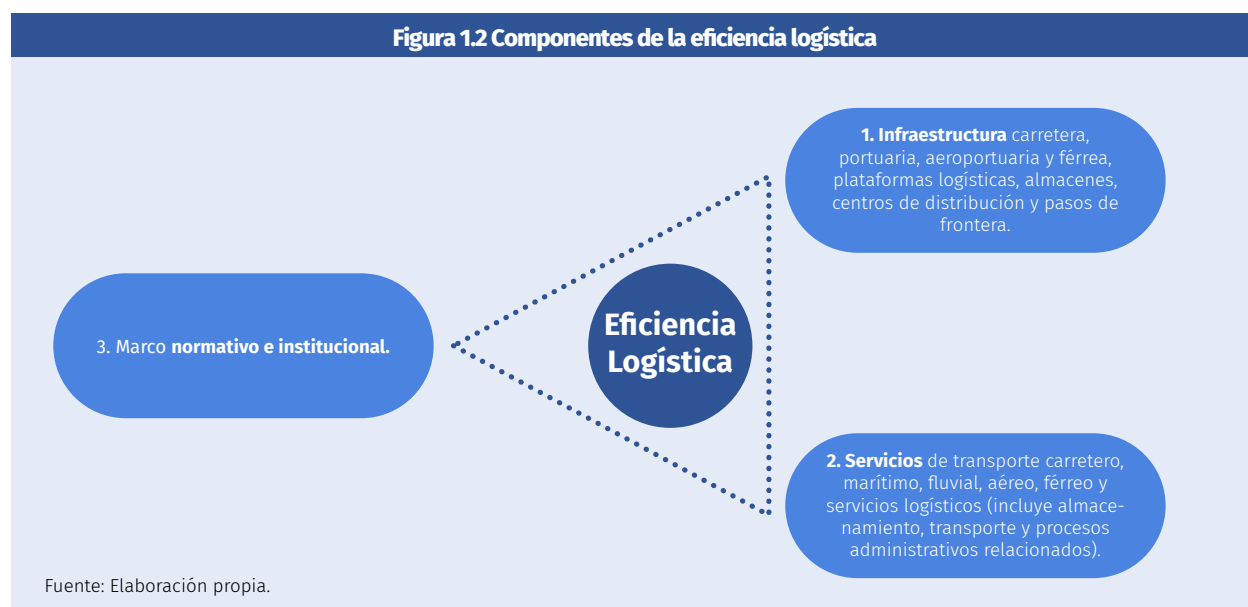 Figura 1.2 Componentes de la eficiencia logística
1. Infraestructura carretera,
portuaria, aeroportuaria y férrea,
plataformas logísticas, almacenes,
centros de distribución y pasos de
frontera.
Eficiencia
Logística
3. Marco normativo e institucional.
2. Servicios de transporte carretero,
marítimo, fluvial, aéreo, férreo y
servicios logísticos (incluye almace-
namiento, transporte y procesos
administrativos relacionados).
Fuente: Elaboración propia.